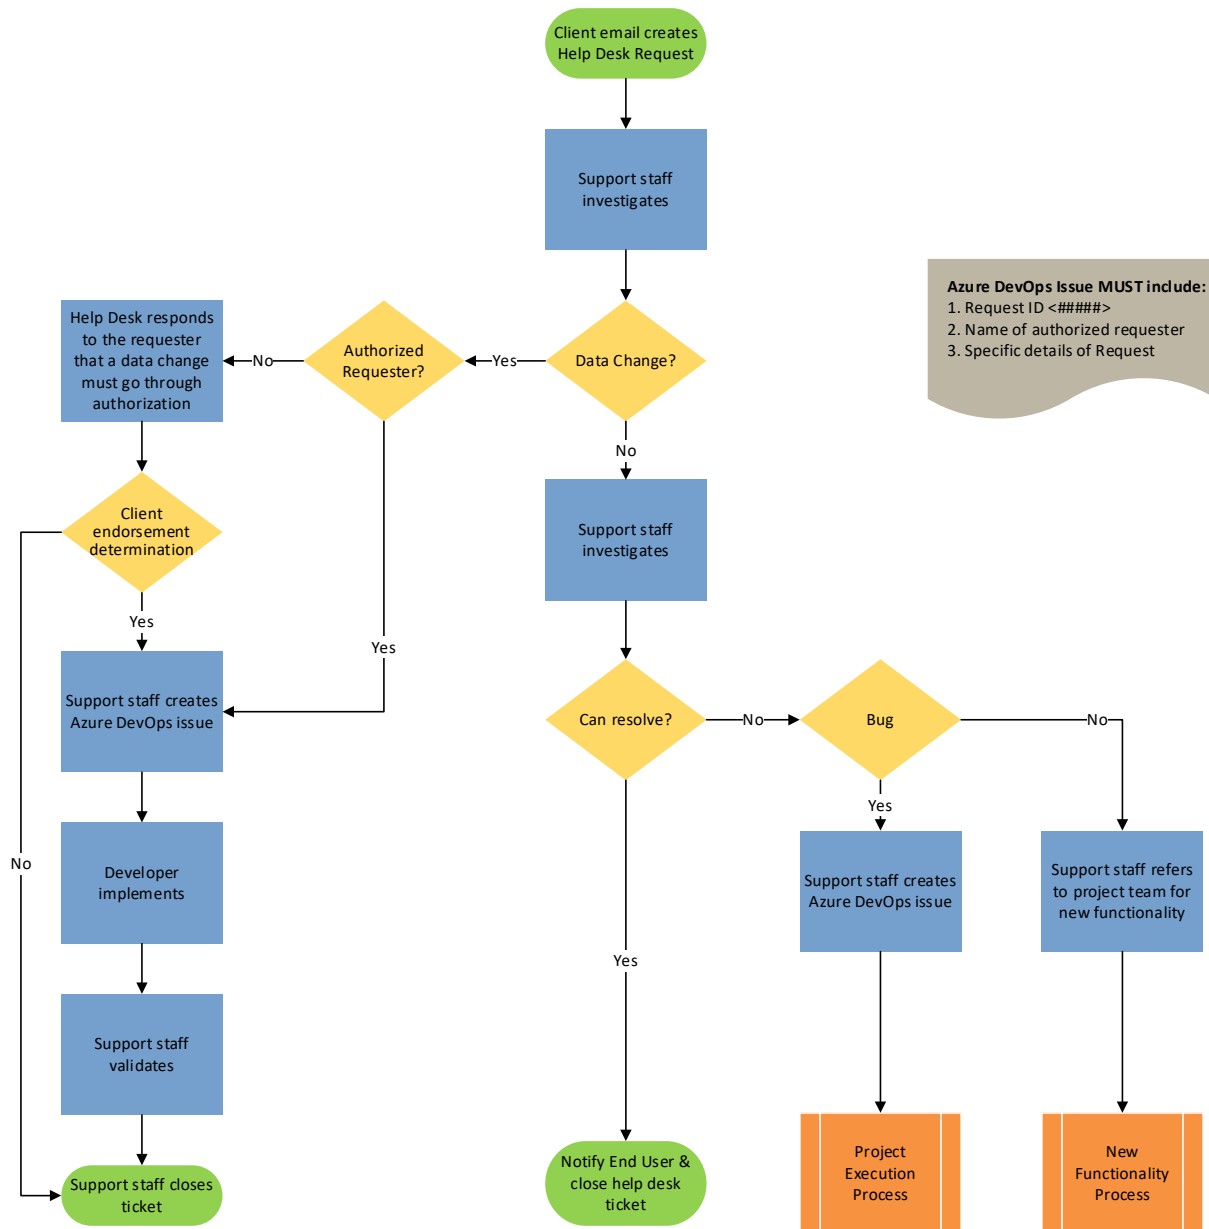 Client email creates
Help Desk Request
Support staff
investigates
Azure DevOps Issue MUST include:
1. Request ID <#####>
2. Name of authorized requester
3. Specific details of Request
Help Desk responds
to the requester
that a data change
must go through
authorization
No
Authorized
Requester?
Yes
Data Change?
No
Client
endorsement
determination
Support staff
investigates
Yes
Yes
Support staff creates
Azure DevOps issue
Can resolve?
No
Bug
No
Yes
No
Developer
implements
Support staff creates
Azure DevOps issue
Support staff refers
to project team for
new functionality
Yes
Support staff
validates
Support staff closes
ticket
Notify End User &
close help desk
ticket
Project
Execution
Process
New
Functionality
Process